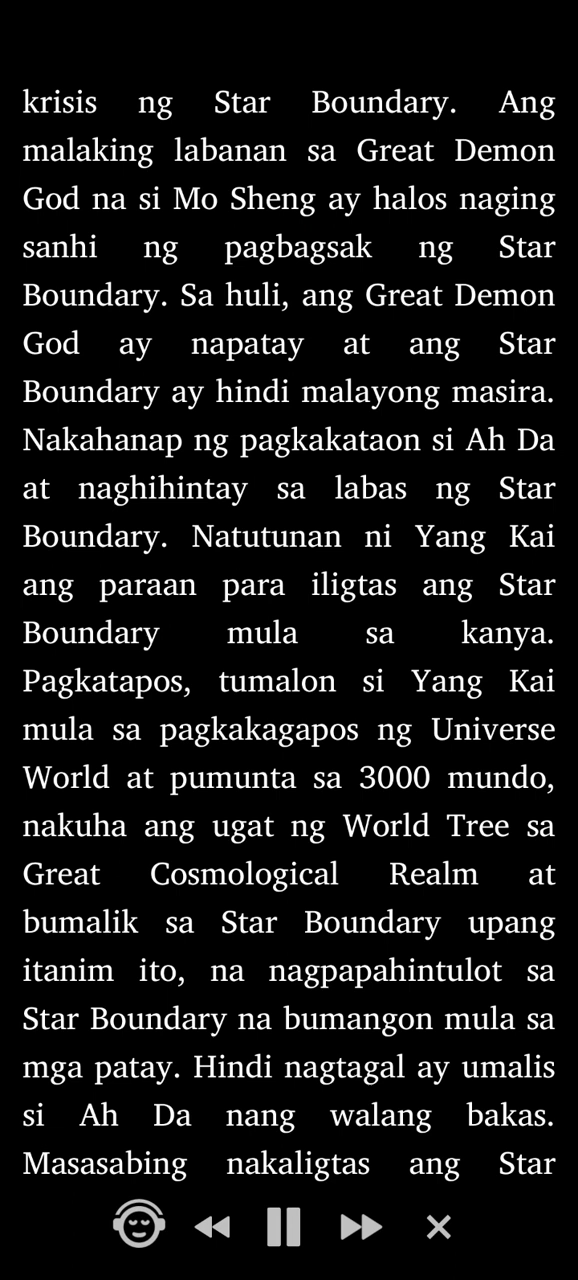 krisis ng Star Boundary. Ang
malaking labanan sa Great Demon
God na si Mo Sheng ay halos naging
sanhi ng pagbagsak ng Star
Boundary. Sa huli, ang Great Demon
God ay napatay at ang Star
Boundary ay hindi malayong masira.
Nakahanap ng pagkakataon si Ah Da
at naghihintay sa labas ng Star
Boundary. Natutunan ni Yang Kai
ang paraan para iligtas ang Star
Boundary mula sa kanya.
Pagkatapos, tumalon si Yang Kai
mula sa pagkakagapos ng Universe
World at pumunta sa 3000 mundo,
nakuha ang ugat ng World Tree sa
Great Cosmological Realm at
bumalik sa Star Boundary upang
itanim ito, na nagpapahintulot sa
Star Boundary na bumangon mula sa
mga patay. Hindi nagtagal ay umalis
si Ah Da nang walang bakas.
Masasabing nakaligtas ang Star